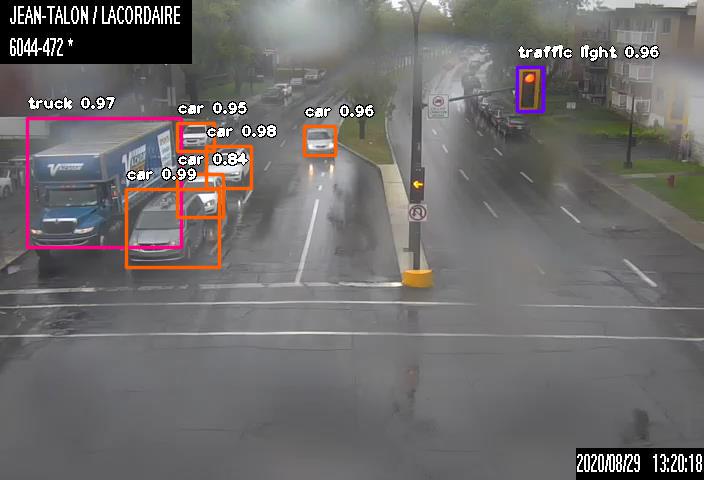 JEAN-TALON / LACORDAIRE
6044-472 *
traffic light 0.96
truck 0.97
car 0.95
car 0.96
car 0.98
car 0.84
car 0.99
2020/08/29 13:20:18